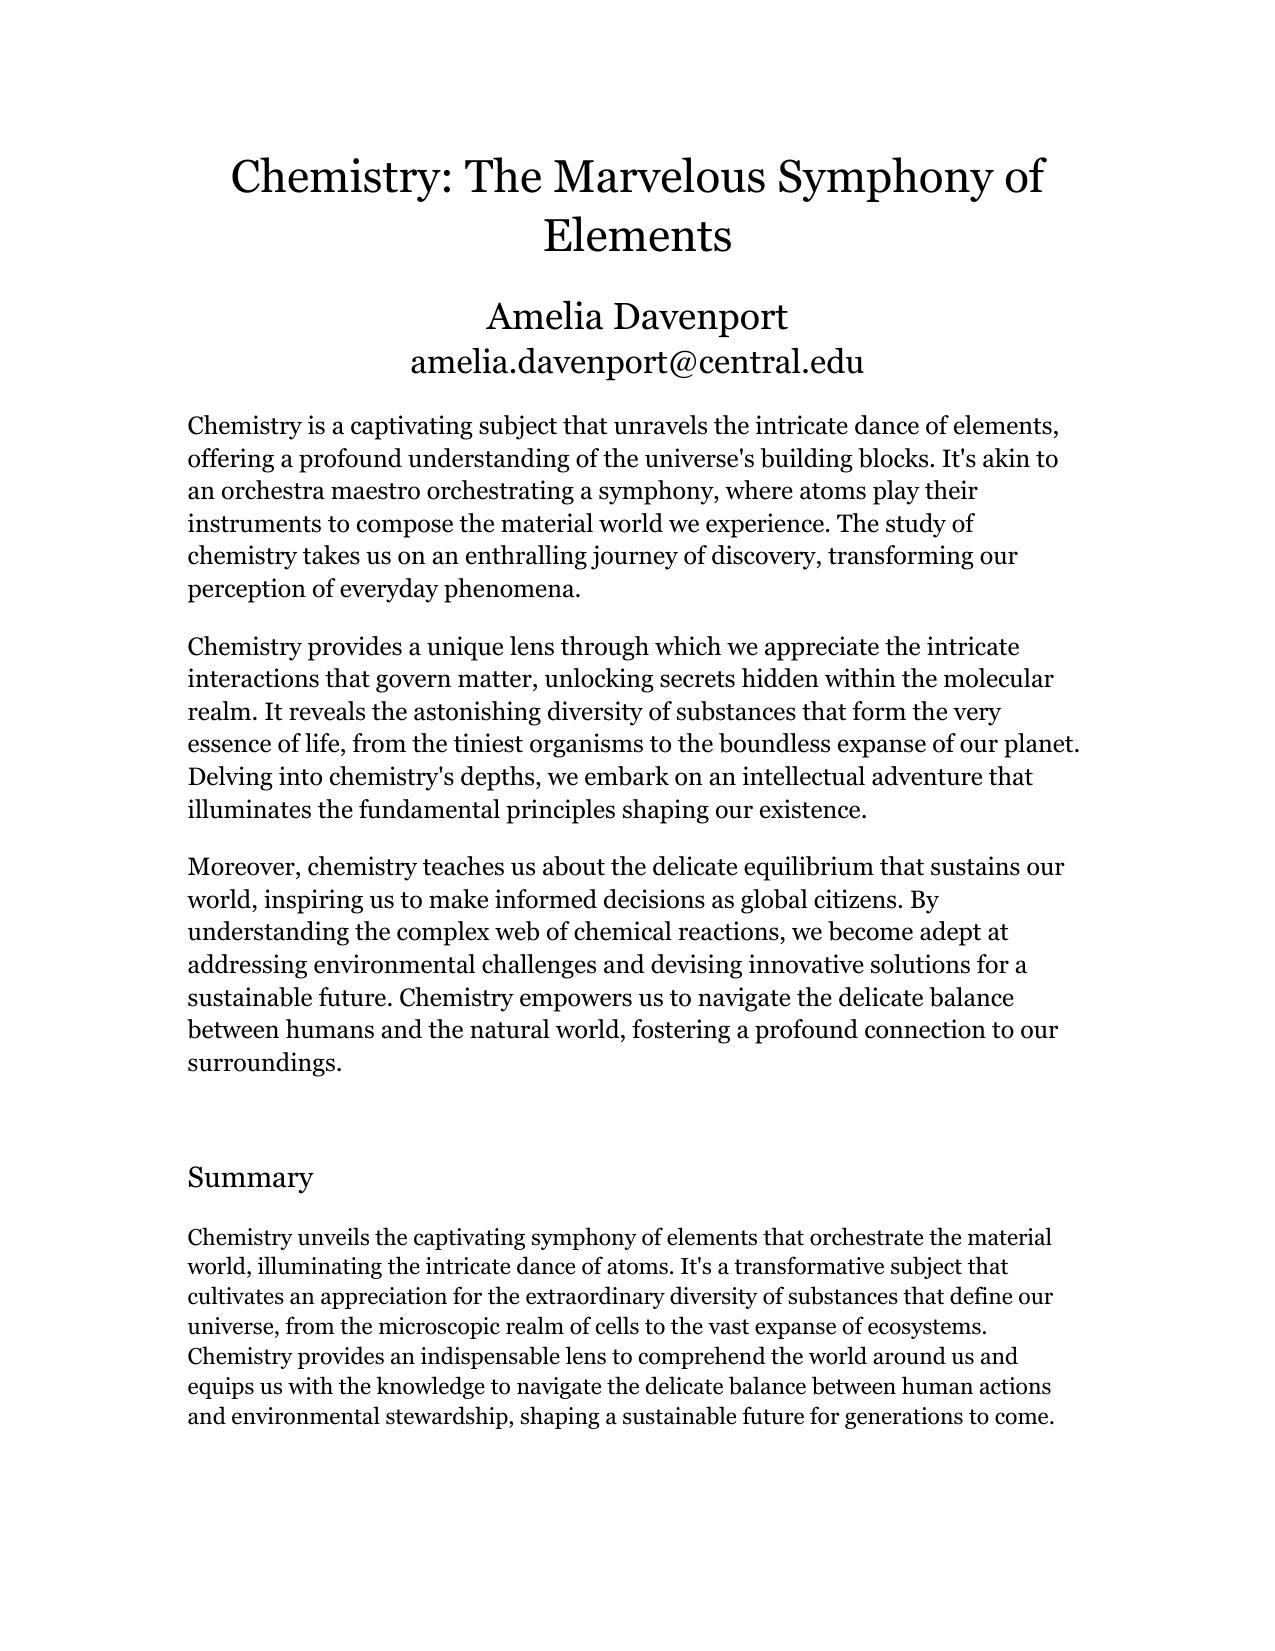 Chemistry: The Marvelous Symphony of
Elements
Amelia Davenport
amelia.davenport@central.edu
Chemistry is a captivating subject that unravels the intricate dance of elements,
offering a profound understanding of the universe's building blocks. It's akin to
an orchestra maestro orchestrating a symphony, where atoms play their
instruments to compose the material world we experience. The study of
chemistry takes us on an enthralling journey of discovery, transforming our
perception of everyday phenomena.
Chemistry provides a unique lens through which we appreciate the intricate
interactions that govern matter, unlocking secrets hidden within the molecular
realm. It reveals the astonishing diversity of substances that form the very
essence of life, from the tiniest organisms to the boundless expanse of our planet.
Delving into chemistry's depths, we embark on an intellectual adventure that
illuminates the fundamental principles shaping our existence.
Moreover, chemistry teaches us about the delicate equilibrium that sustains our
world, inspiring us to make informed decisions as global citizens. By
understanding the complex web of chemical reactions, we become adept at
addressing environmental challenges and devising innovative solutions for a
sustainable future. Chemistry empowers us to navigate the delicate balance
between humans and the natural world, fostering a profound connection to our
surroundings.
Summary
Chemistry unveils the captivating symphony of elements that orchestrate the material
world, illuminating the intricate dance of atoms. It's a transformative subject that
cultivates an appreciation for the extraordinary diversity of substances that define our
universe, from the microscopic realm of cells to the vast expanse of ecosystems.
Chemistry provides an indispensable lens to comprehend the world around us and
equips us with the knowledge to navigate the delicate balance between human actions
and environmental stewardship, shaping a sustainable future for generations to come.